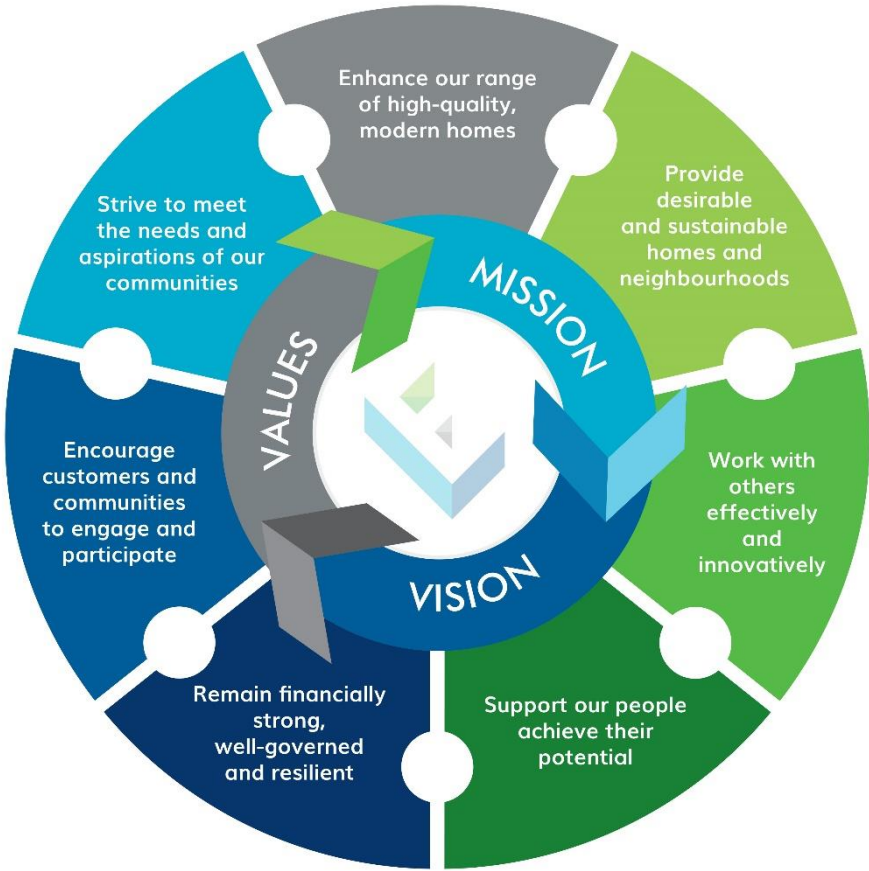 Enhance our range
of high-quality,
modern homes
Provide
desirable
and sustainable
homes and
neighbourhoods
Work with
others
effectively
and
innovatively
Support our people
achieve their
potential
Remain financially
strong,
well-governed
and resilient
Encourage
customers and
communities
to engage and
participate
Strive to meet
the needs and
aspirations of our
communities
MISSION
VISION
VALUES